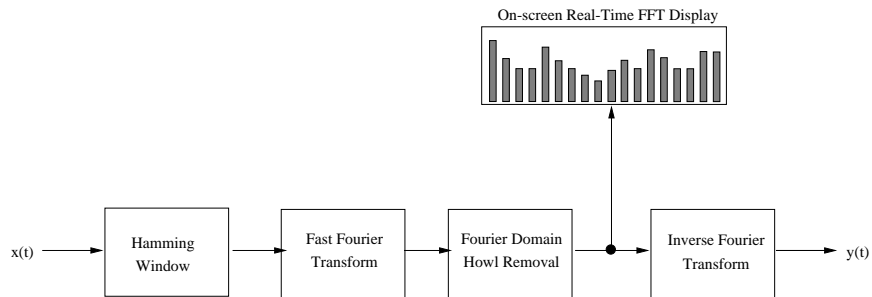 On-screen Real-Time FFT Display
x(t)
Hamming
Window
Fast Fourier
Transform
Fourier Domain
Howl Removal
Inverse Fourier
Transform
y(t)